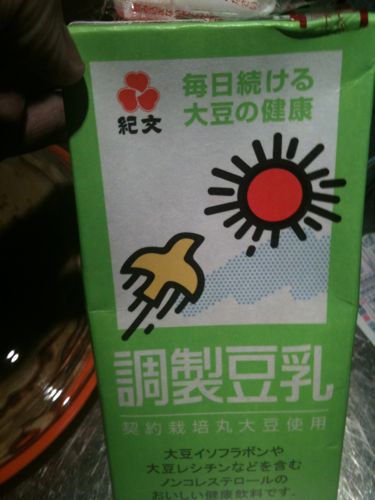 毎日続ける
大豆の健康
紀文
調製豆乳
契約栽培丸大豆使用
大豆イソフラボンや
大豆レシチンなどを含む
ノンコレステロールの
おいしい健康飲料です